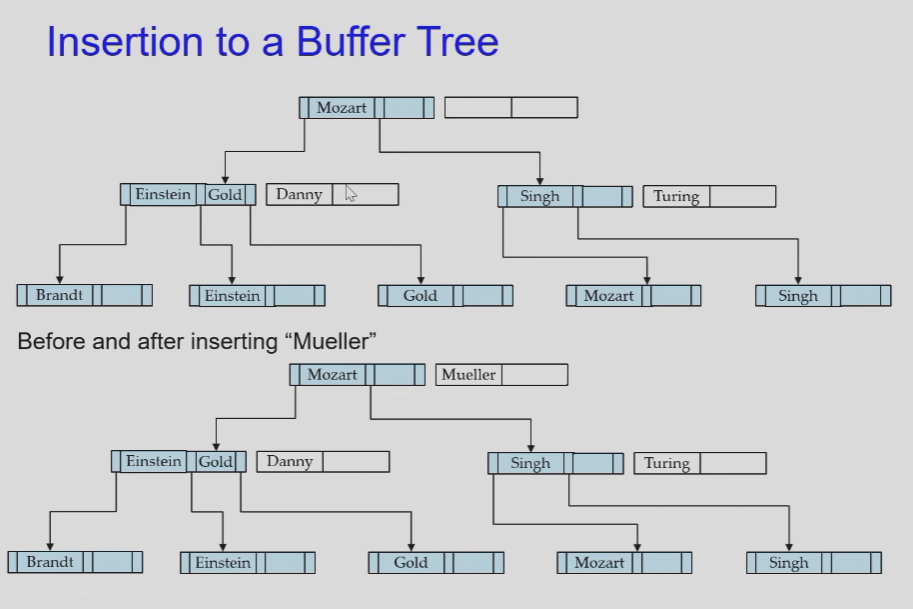 Insertion to a Buffer Tree
Mozart
Einstein Gold Danny Singh Turing
Brandt Einstein Gold Mozart Singh
Before and after inserting “Mueller”
Mozart Mueller
Einstein Gold Danny Singh Turing
Brandt Einstein Gold Mozart Singh